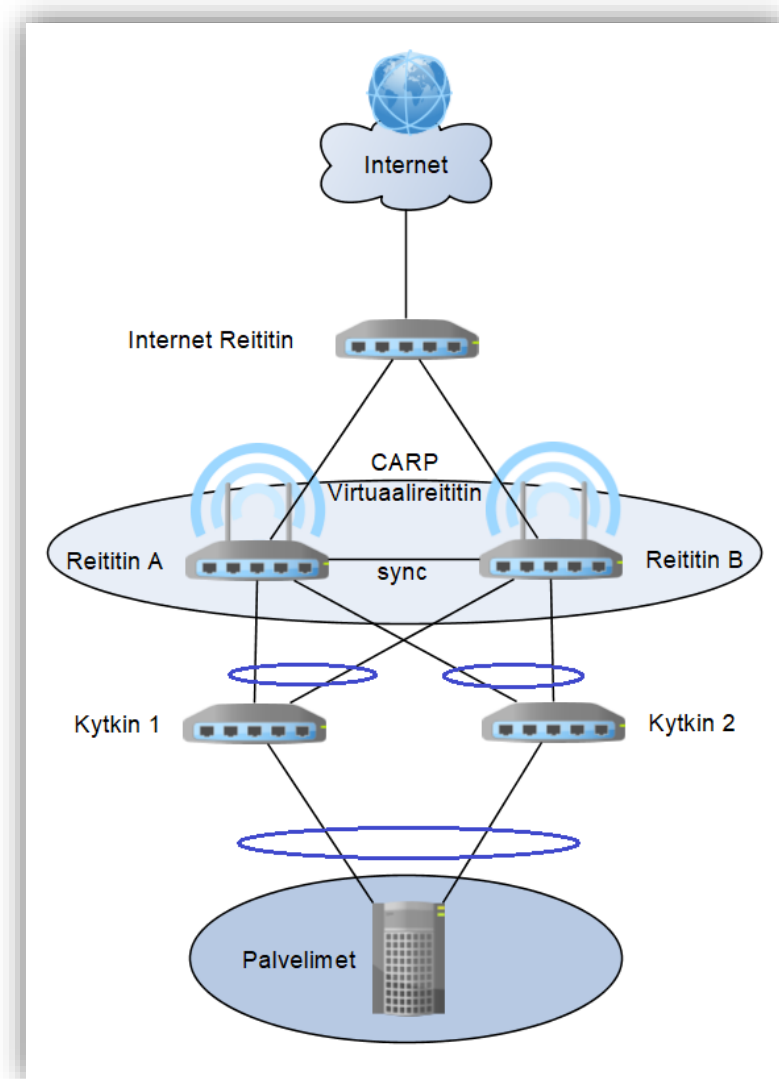 Internet
Internet Reititin
CARP
Virtuaalireititin
Reititin A
sync
Reititin B
Kytkin 1
Kytkin 2
Palvelimet